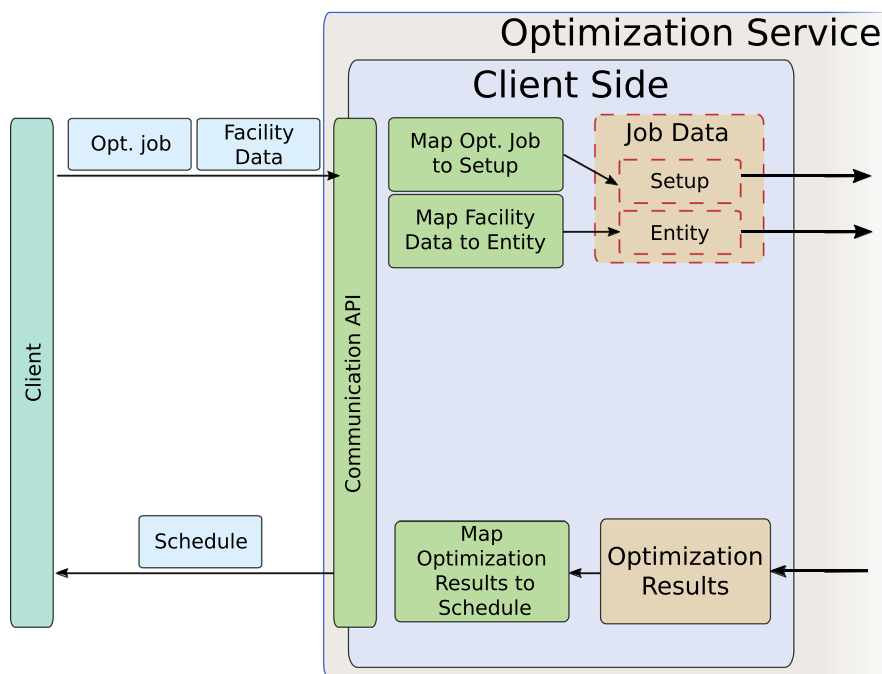 Optimization Service
Client Side
Opt. job
Facility
Data
Map Opt. Job
to Setup
Job Data
Setup
Map Facility
Data to Entity
Entity
Client
Communication API
Schedule
Map
Optimization
Results to
Schedule
Optimization
Results